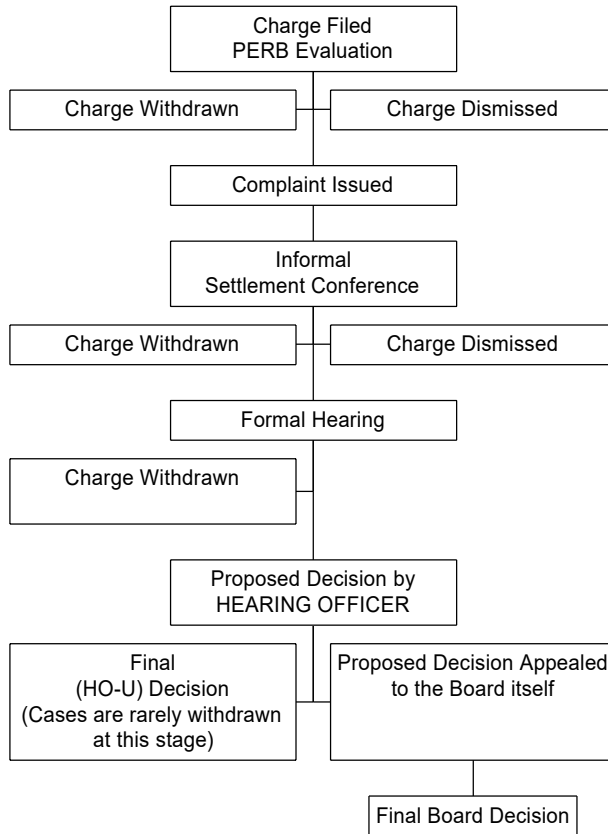 Charge Filed
PERB Evaluation
Charge Withdrawn
Charge Dismissed
Complaint Issued
Informal
Settlement Conference
Charge Withdrawn
Charge Dismissed
Formal Hearing
Charge Withdrawn
Proposed Decision by
HEARING OFFICER
Final
(HO-U) Decision
(Cases are rarely withdrawn
at this stage)
Proposed Decision Appealed
to the Board itself
Final Board Decision